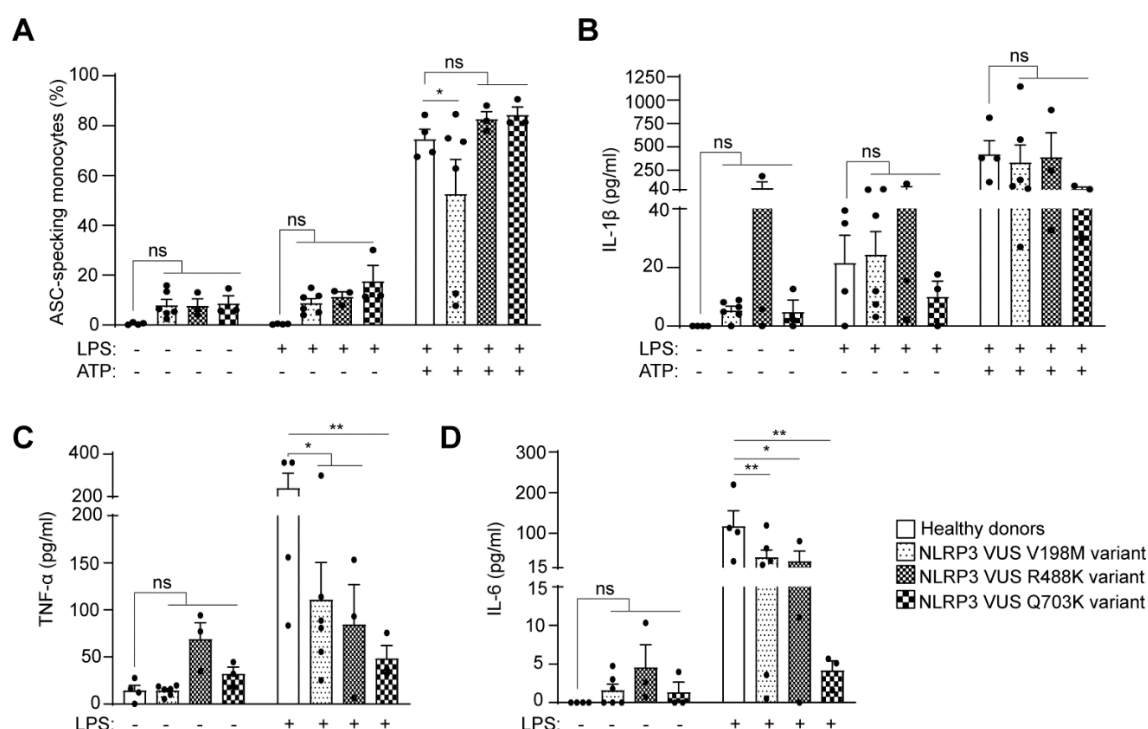 A
ASC-specking monocytes (%)
100
80
60
40
20
0
ns
ns
ns
*
LPS: - - - - + + + + + + + +
ATP: - - - - - - - - + + + +
B
IL-1β (pg/ml)
1250
1000
750
500
250
40
40
20
0
ns
ns
ns
LPS: - - - - + + + + + + + +
ATP: - - - - - - - - + + + +
C
TNF-α (pg/ml)
400
200
200
150
100
50
0
ns
**
*
LPS: - - - - + + + +
D
IL-6 (pg/ml)
300
200
100
15
15
10
5
0
ns
**
*
**
LPS: - - - - + + + +
Healthy donors
NLRP3 VUS V198M variant
NLRP3 VUS R488K variant
NLRP3 VUS Q703K variant